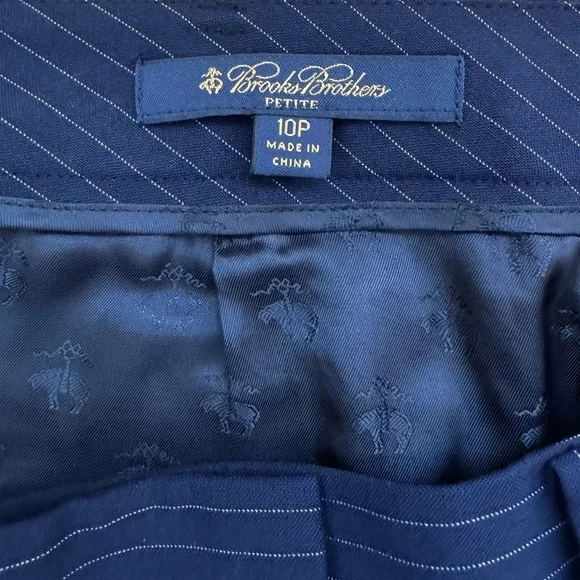 Brooks Brothers
PETITE
10P
MADE IN
CHINA